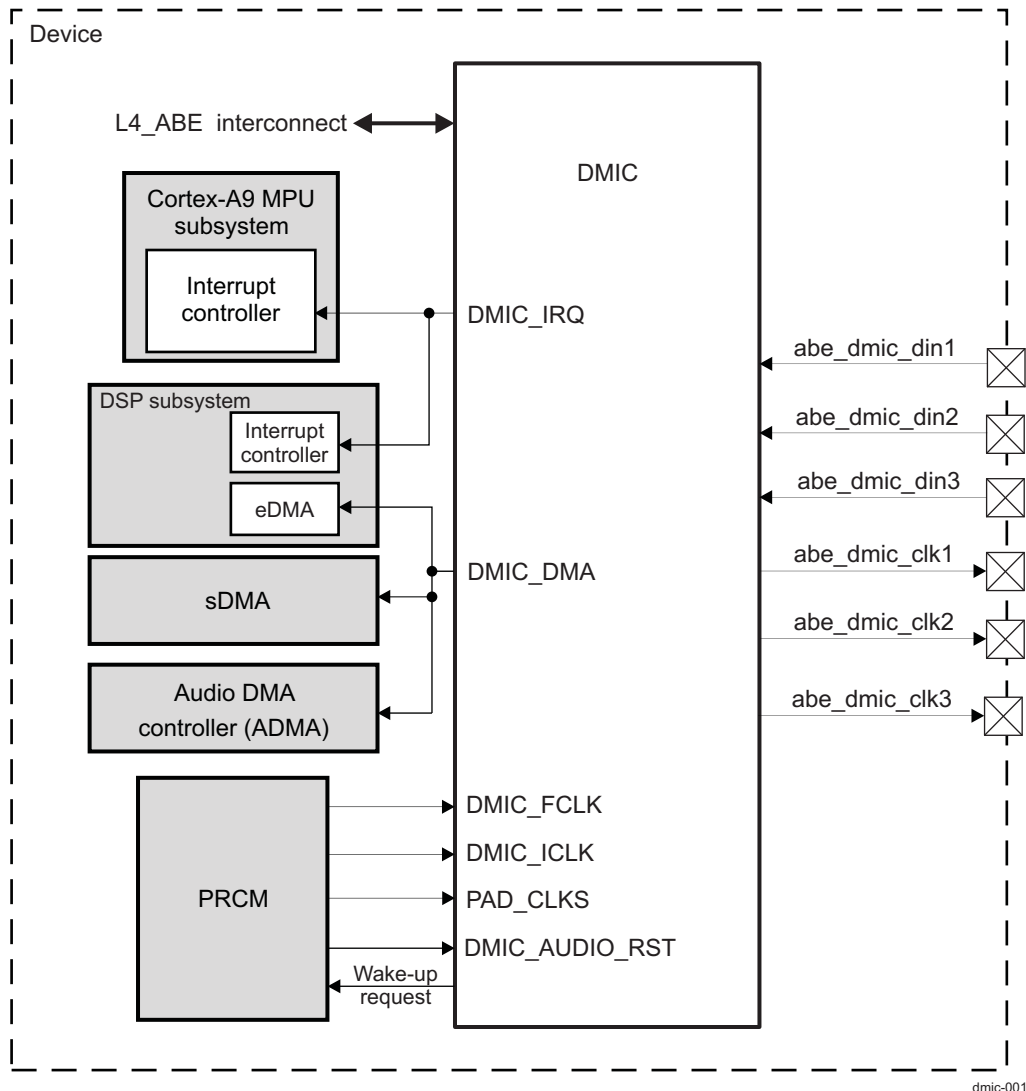 Device
L4_ABE interconnect
DMIC
Cortex-A9 MPU
subsystem
Interrupt
controller
DMIC_IRQ
DSP subsystem
Interrupt
controller
eDMA
DMIC_DMA
sDMA
Audio DMA
controller (ADMA)
PRCM
DMIC_FCLK
DMIC_ICLK
PAD_CLKS
DMIC_AUDIO_RST
Wake-up
request
abe_dmic_din1
abe_dmic_din2
abe_dmic_din3
abe_dmic_clk1
abe_dmic_clk2
abe_dmic_clk3
dmic-001